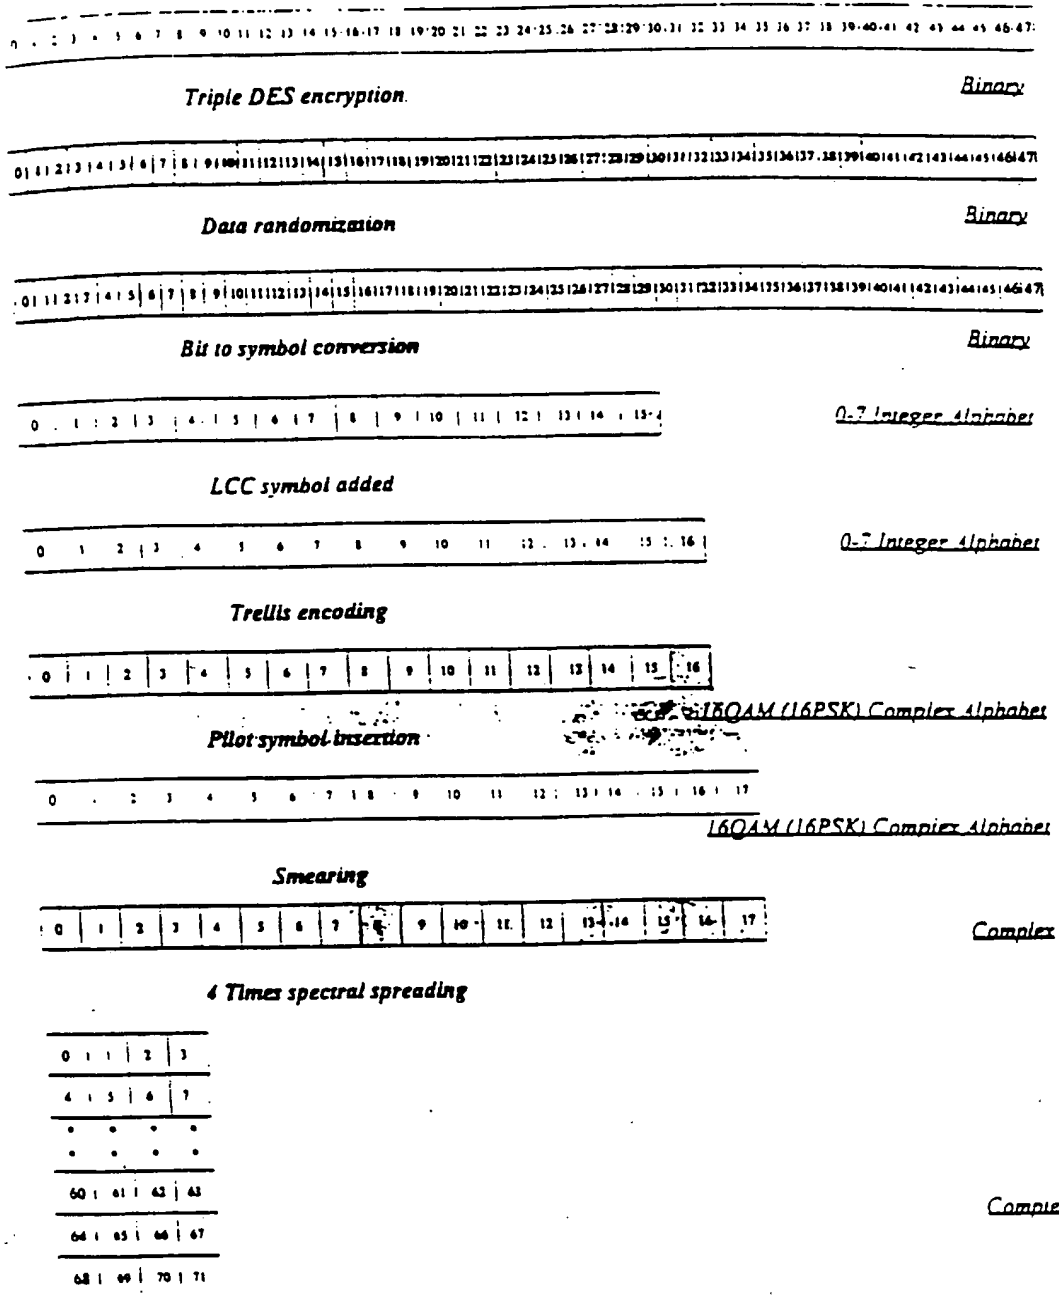 0 2 3 5 6 7 8 9 10 11 12 13 14 15 16 17 18 19 20 21 22 23 24 25 26 27 28 29 30 31 32 33 34 35 36 37 38 39 40 41 42 43 44 45 46 47
Triple DES encryption.
Binary
0 1 2 3 4 5 6 7 8 9 10 11 12 13 14 15 16 17 18 19 20 21 22 23 24 25 26 27 28 29 30 31 32 33 34 35 36 37 38 39 40 41 42 43 44 45 46 47
Data randomization
Binary
0 1 2 3 4 5 6 7 8 9 10 11 12 13 14 15 16 17 18 19 20 21 22 23 24 25 26 27 28 29 30 31 32 33 34 35 36 37 38 39 40 41 42 43 44 45 46 47
Bit to symbol conversion
Binary
0 1 2 3 4 5 6 7 8 9 10 11 12 13 14 15
0-7 Integer Alphabet
LCC symbol added
0 1 2 3 4 5 6 7 8 9 10 11 12 13 14 15 16
0-7 Integer Alphabet
Trellis encoding
0 1 2 3 4 5 6 7 8 9 10 11 12 13 14 15 16
16QAM (16PSK) Complex Alphabet
Pilot symbol insertion
0 2 3 4 5 6 7 8 9 10 11 12 13 14 15 16 17
16QAM (16PSK) Complex Alphabet
Smearing
0 1 2 3 4 5 6 7 8 9 10 11 12 13 14 15 16 17
Complex
4 Times spectral spreading
0 1 2 3
4 5 6 7
60 61 62 63
64 65 66 67
Comple
68 69 70 71